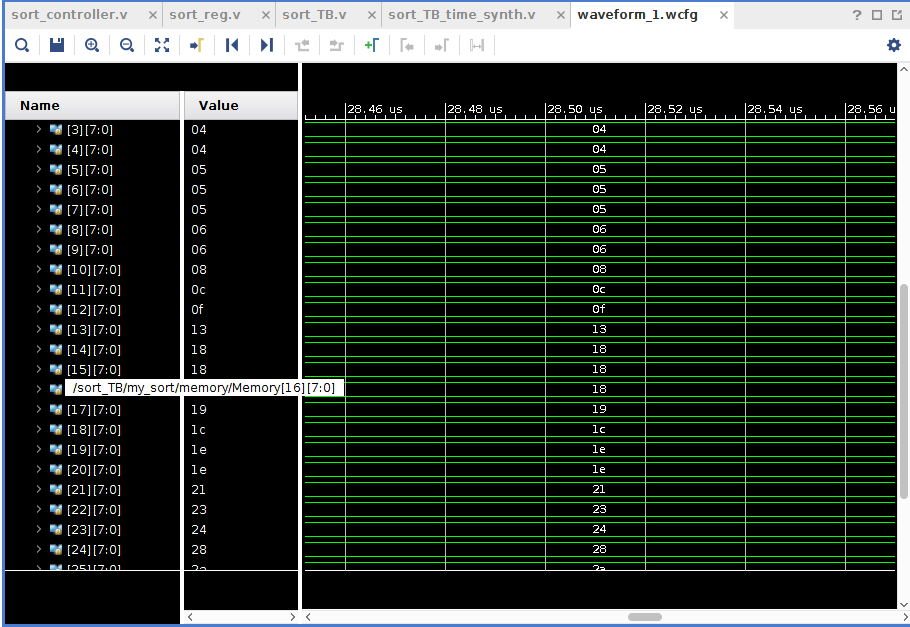 sort_controller.v × sort_reg.v × sort_TB.v × sort_TB_time_synth.v × waveform_1.wcfg × ?
Name Value 28.46 us 28.48 us 28.50 us 28.52 us 28.54 us 28.56 u
[3][7:0] 04 04
[4][7:0] 04 04
[5][7:0] 05 05
[6][7:0] 05 05
[7][7:0] 05 05
[8][7:0] 06 06
[9][7:0] 06 06
[10][7:0] 08 08
[11][7:0] 0c 0c
[12][7:0] 0f 0f
[13][7:0] 13 13
[14][7:0] 18 18
[15][7:0] 18 18
/sort_TB/my_sort/memory/Memory[16][7:0] 18
[17][7:0] 19 19
[18][7:0] 1c 1c
[19][7:0] 1e 1e
[20][7:0] 1e 1e
[21][7:0] 21 21
[22][7:0] 23 23
[23][7:0] 24 24
[24][7:0] 28 28
[25][7:0] 2a 2a